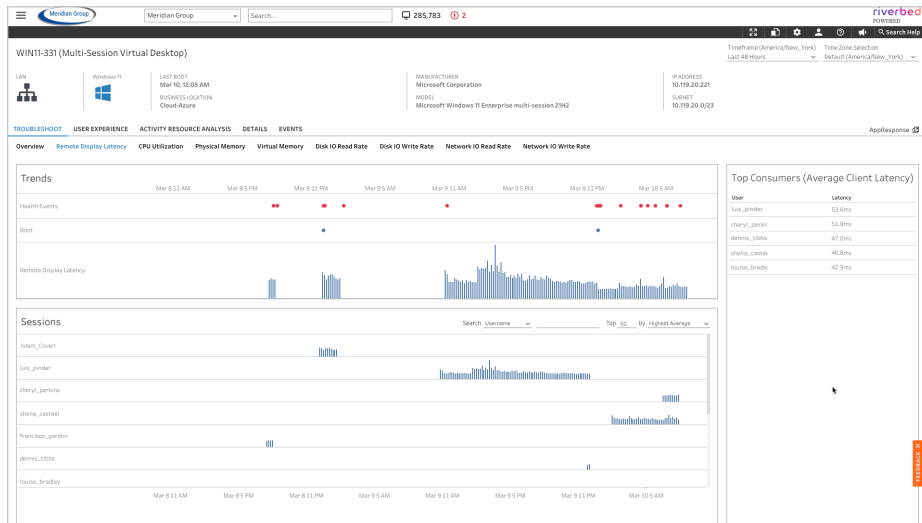 Meridian Group
Meridian Group
Search...
285,783
2
riverbed
POWERED
Search Help
WIN11-331 (Multi-Session Virtual Desktop)
Timeframe (America/New_York) Time Zone Selection
Last 48 Hours Default (America/New_York)
LAN
Windows 11
LAST BOOT
Mar 10, 12:05 AM
BUSINESS LOCATION
Cloud-Azure
MANUFACTURER
Microsoft Corporation
MODEL
Microsoft Windows 11 Enterprise multi-session 21H2
IP ADDRESS
10.119.20.221
SUBNET
10.119.20.0/23
TROUBLESHOOT USER EXPERIENCE ACTIVITY RESOURCE ANALYSIS DETAILS EVENTS
AppResponse
Overview Remote Display Latency CPU Utilization Physical Memory Virtual Memory Disk IO Read Rate Disk IO Write Rate Network IO Read Rate Network IO Write Rate
Trends
Mar 8 11 AM Mar 8 5 PM Mar 8 11 PM Mar 9 5 AM Mar 9 11 AM Mar 9 5 PM Mar 9 11 PM Mar 10 5 AM
Health Events
Boot
Remote Display Latency
Sessions
Search Username Top 50 by Highest Average
Adam_Covert
luis_pinder
cheryl_perkins
shelia_casteel
francisco_gordon
dennis_tibbs
louise_bradley
Mar 8 11 AM Mar 8 5 PM Mar 8 11 PM Mar 9 5 AM Mar 9 11 AM Mar 9 5 PM Mar 9 11 PM Mar 10 5 AM
Top Consumers (Average Client Latency)
User Latency
luis_pinder 53.6ms
cheryl_perkir 51.9ms
dennis_tibbs 47.0ms
shelia_castee 46.8ms
louise_bradle 42.9ms
FEEDBACK X